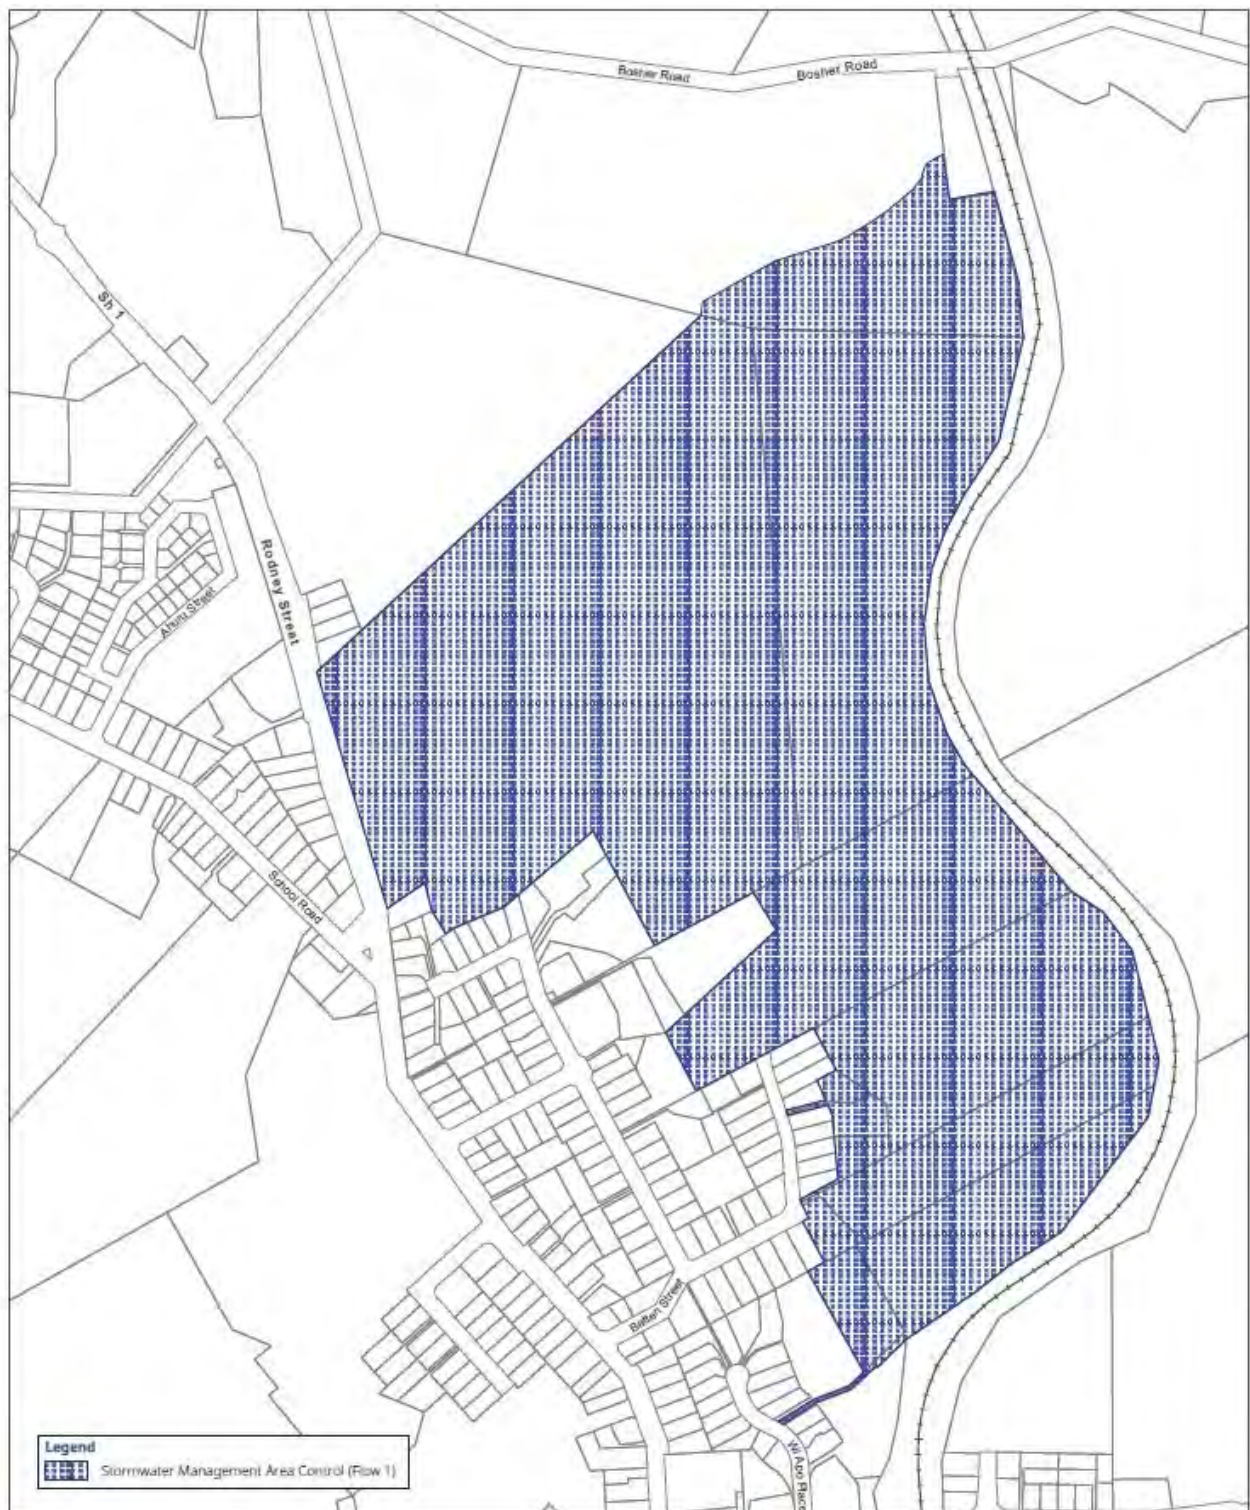 Bosher Road
Bosher Road
Sh 1
Rodney Street
Ahuru Street
School Road
Batten Street
Wi Apo Place
Legend
Stormwater Management Area Control (Flow 1)